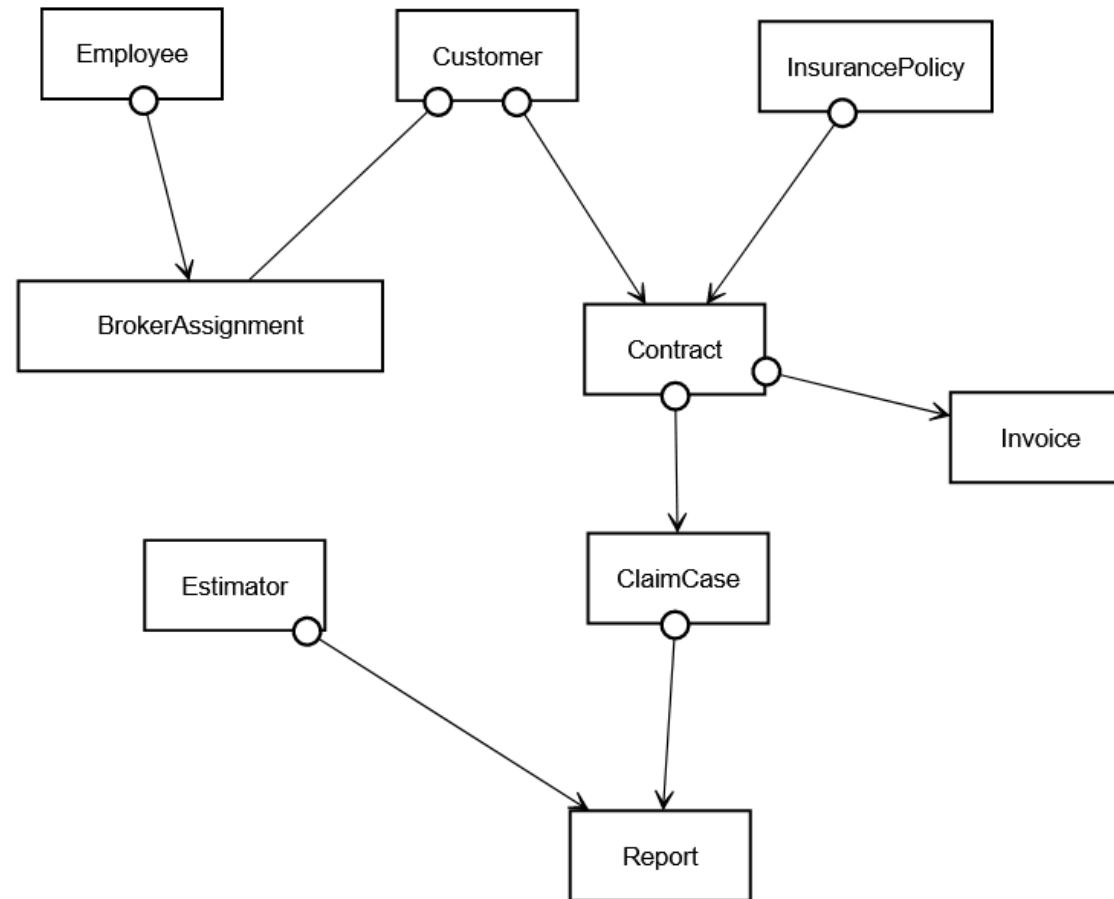 Employee
Customer
InsurancePolicy
BrokerAssignment
Contract
Invoice
Estimator
ClaimCase
Report